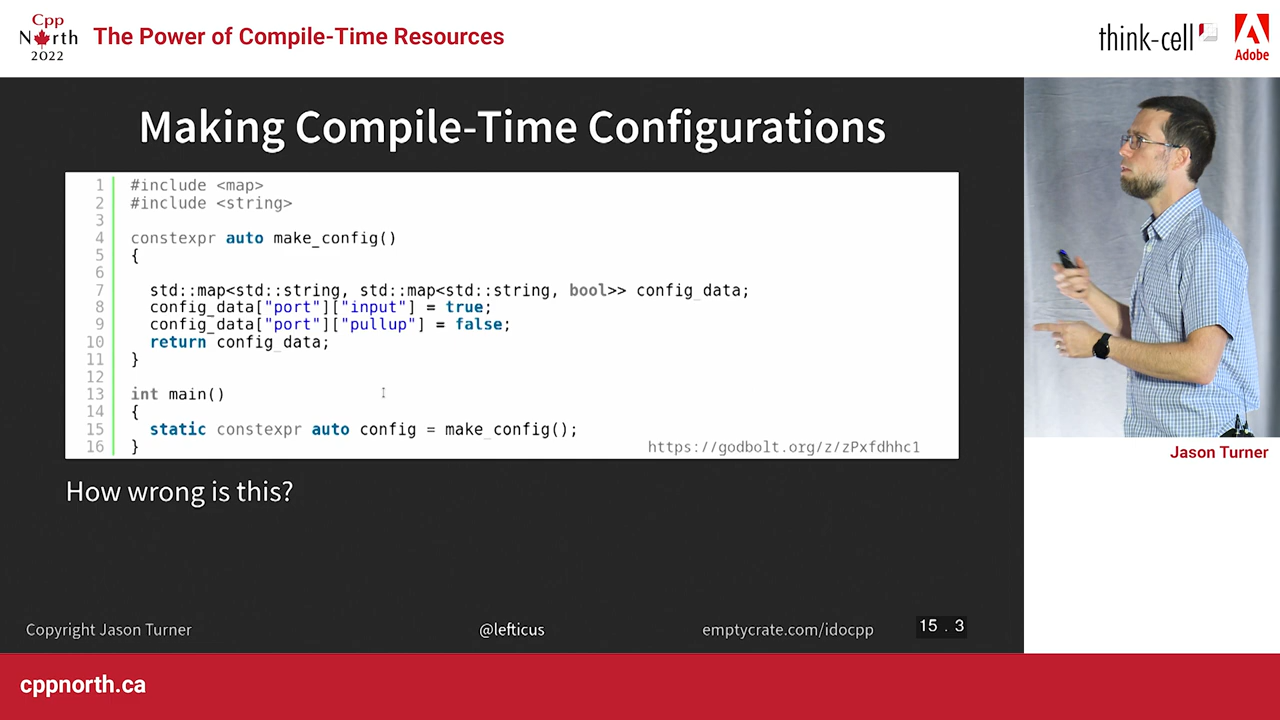 Cpp
North
2022
The Power of Compile-Time Resources
think-cell
Adobe
Making Compile-Time Configurations
1 #include <map>
2 #include <string>
3
4 constexpr auto make_config()
5 {
6
7 std::map<std::string, std::map<std::string, bool>> config_data;
8 config_data["port"]["input"] = true;
9 config_data["port"]["pullup"] = false;
10 return config_data;
11 }
12
13 int main()
14 {
15 static constexpr auto config = make_config();
16 }
https://godbolt.org/z/zPxfdhhc1
How wrong is this?
Jason Turner
Copyright Jason Turner
@lefticus
emptycrate.com/idocpp
15 . 3
cppnorth.ca